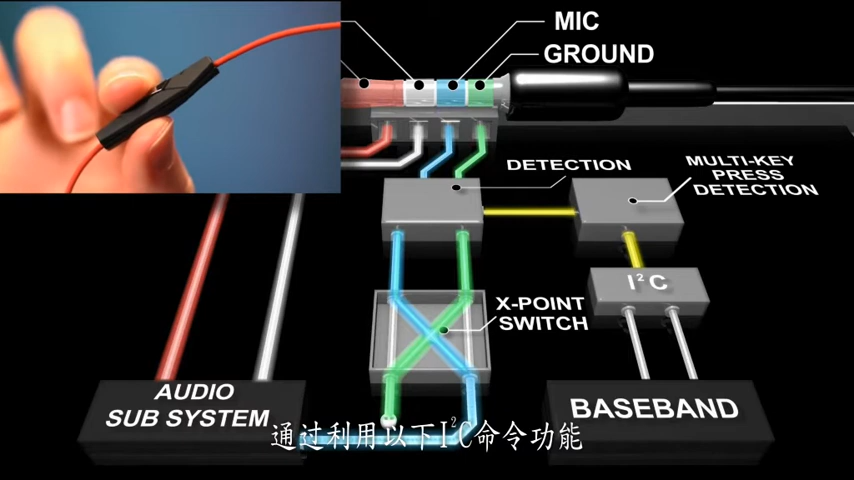 MIC
GROUND
DETECTION
MULTI-KEY
PRESS
DETECTION
I²C
X-POINT
SWITCH
AUDIO
SUB SYSTEM
BASEBAND
通过利用以下I²C命令功能